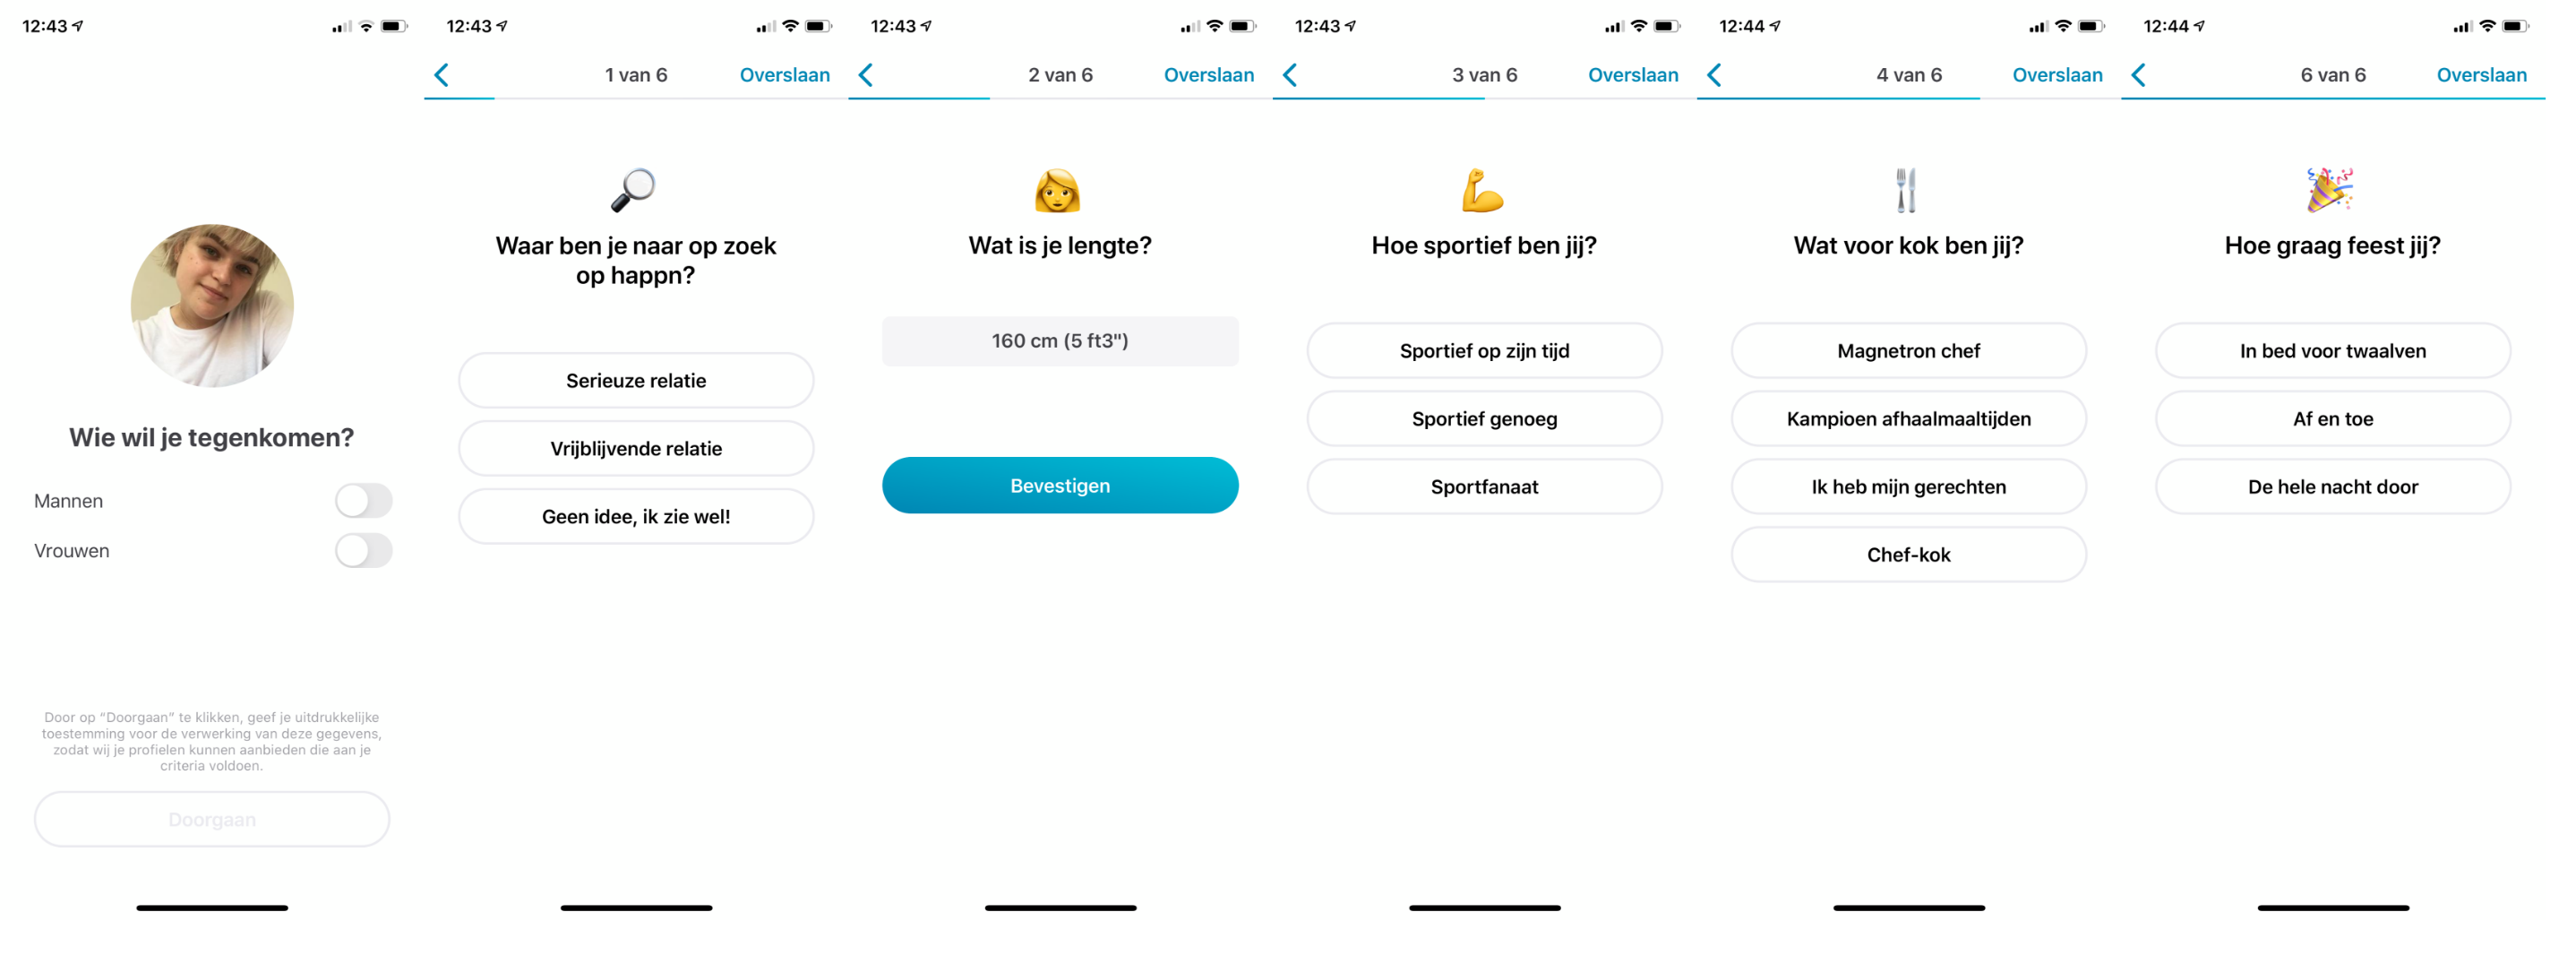 12:43
Wie wil je tegenkomen?
Mannen
Vrouwen
Door op “Doorgaan” te klikken, geef je uitdrukkelijke
toestemming voor de verwerking van deze gegevens,
zodat wij je profielen kunnen aanbieden die aan je
criteria voldoen.
Doorgaan
12:43
1 van 6
Overslaan
Waar ben je naar op zoek
op happn?
Serieuze relatie
Vrijblijvende relatie
Geen idee, ik zie wel!
12:43
2 van 6
Overslaan
Wat is je lengte?
160 cm (5 ft3")
Bevestigen
12:43
3 van 6
Overslaan
Hoe sportief ben jij?
Sportief op zijn tijd
Sportief genoeg
Sportfanaat
12:44
4 van 6
Overslaan
Wat voor kok ben jij?
Magnetron chef
Kampioen afhaalmaaltijden
Ik heb mijn gerechten
Chef-kok
12:44
6 van 6
Overslaan
Hoe graag feest jij?
In bed voor twaalven
Af en toe
De hele nacht door